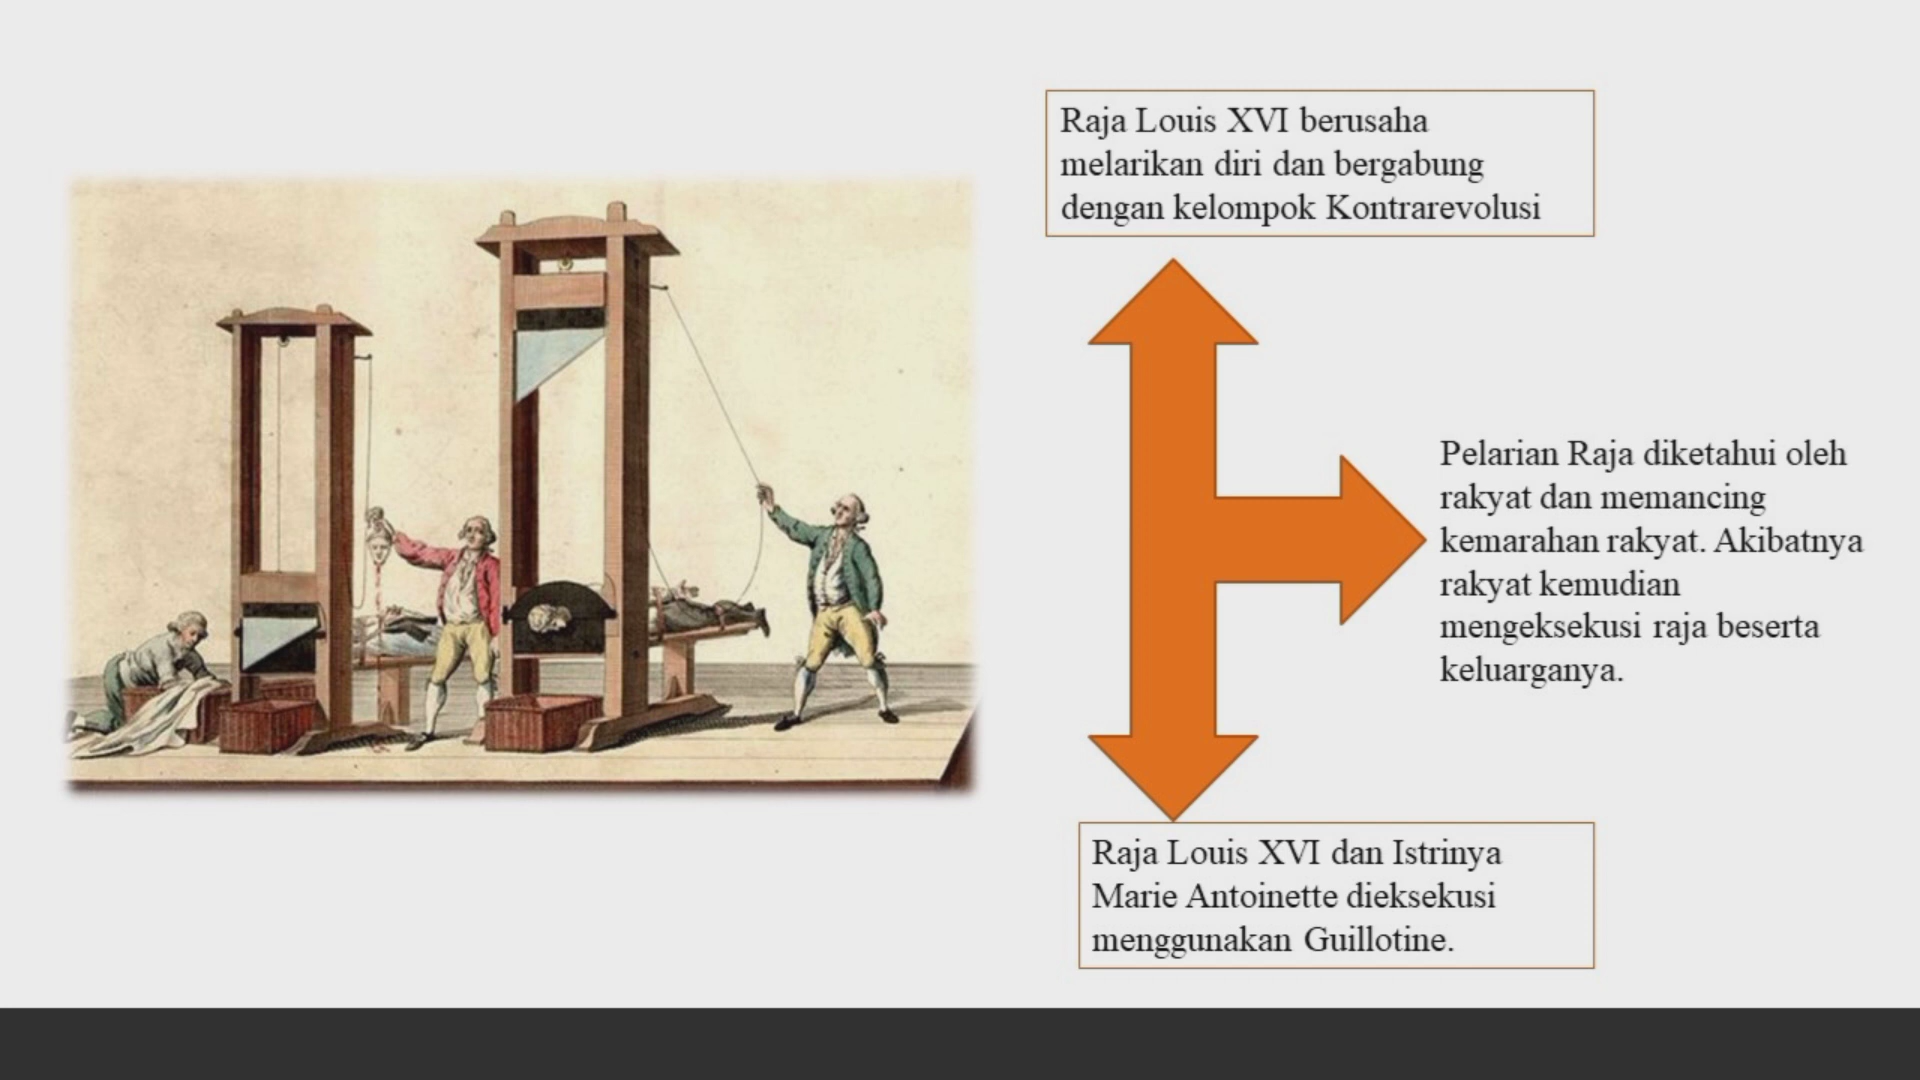 Raja Louis XVI berusaha
melarikan diri dan bergabung
dengan kelompok Kontrarevolusi
Pelarian Raja diketahui oleh
rakyat dan memancing
kemarahan rakyat. Akibatnya
rakyat kemudian
mengeksekusi raja beserta
keluarganya.
Raja Louis XVI dan Istrinya
Marie Antoinette dieksekusi
menggunakan Guillotine.